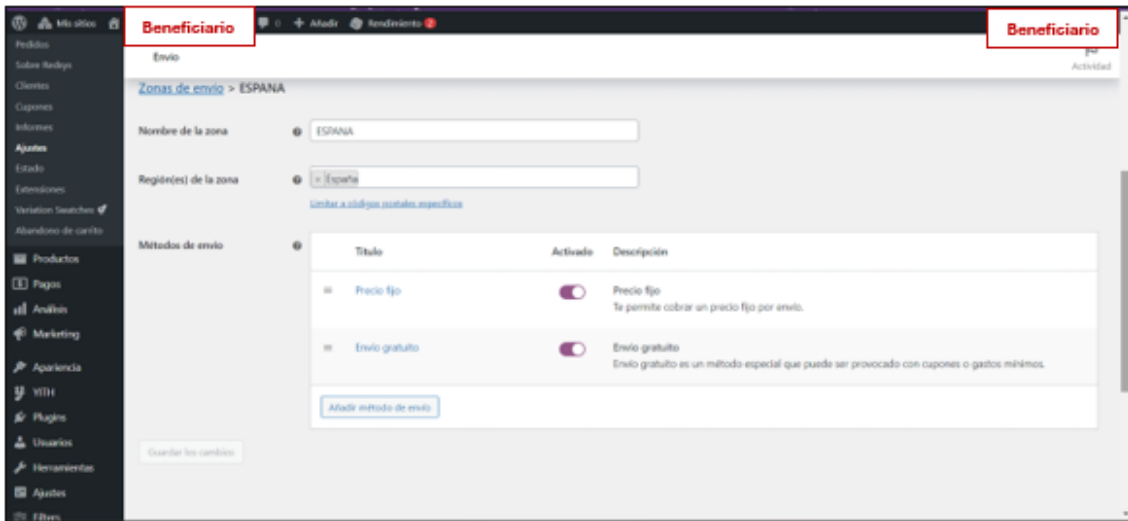 Mis sitios
Beneficiario
0
Añadir
Rendimiento 2
Beneficiario
Envío
Actividad
Pedidos
Sobre Redsys
Clientes
Cupones
Informes
Ajustes
Estado
Extensiones
Variation Swatches
Abandono de carrito
Productos
Pagos
Análisis
Marketing
Apariencia
YITH
Plugins
Usuarios
Herramientas
Ajustes
Filters
Zonas de envío > ESPANA
Nombre de la zona
ESPANA
Región(es) de la zona
× España
Limitar a códigos postales específicos
Métodos de envío
Título Activado Descripción
Precio fijo
Precio fijo
Te permite cobrar un precio fijo por envío.
Envío gratuito
Envío gratuito
Envío gratuito es un método especial que puede ser provocado con cupones o gastos mínimos.
Añadir método de envío
Guardar los cambios